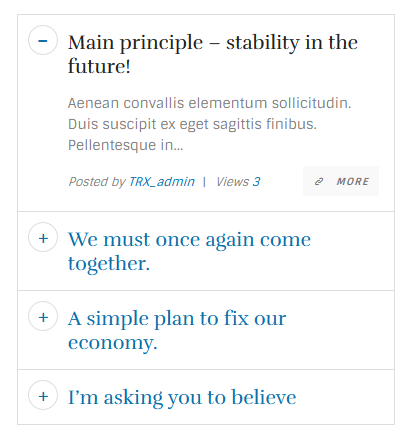 Main principle – stability in the
future!
Aenean convallis elementum sollicitudin.
Duis suscipit ex eget sagittis finibus.
Pellentesque in...
Posted by TRX_admin | Views 3 MORE
We must once again come
together.
A simple plan to fix our
economy.
I'm asking you to believe